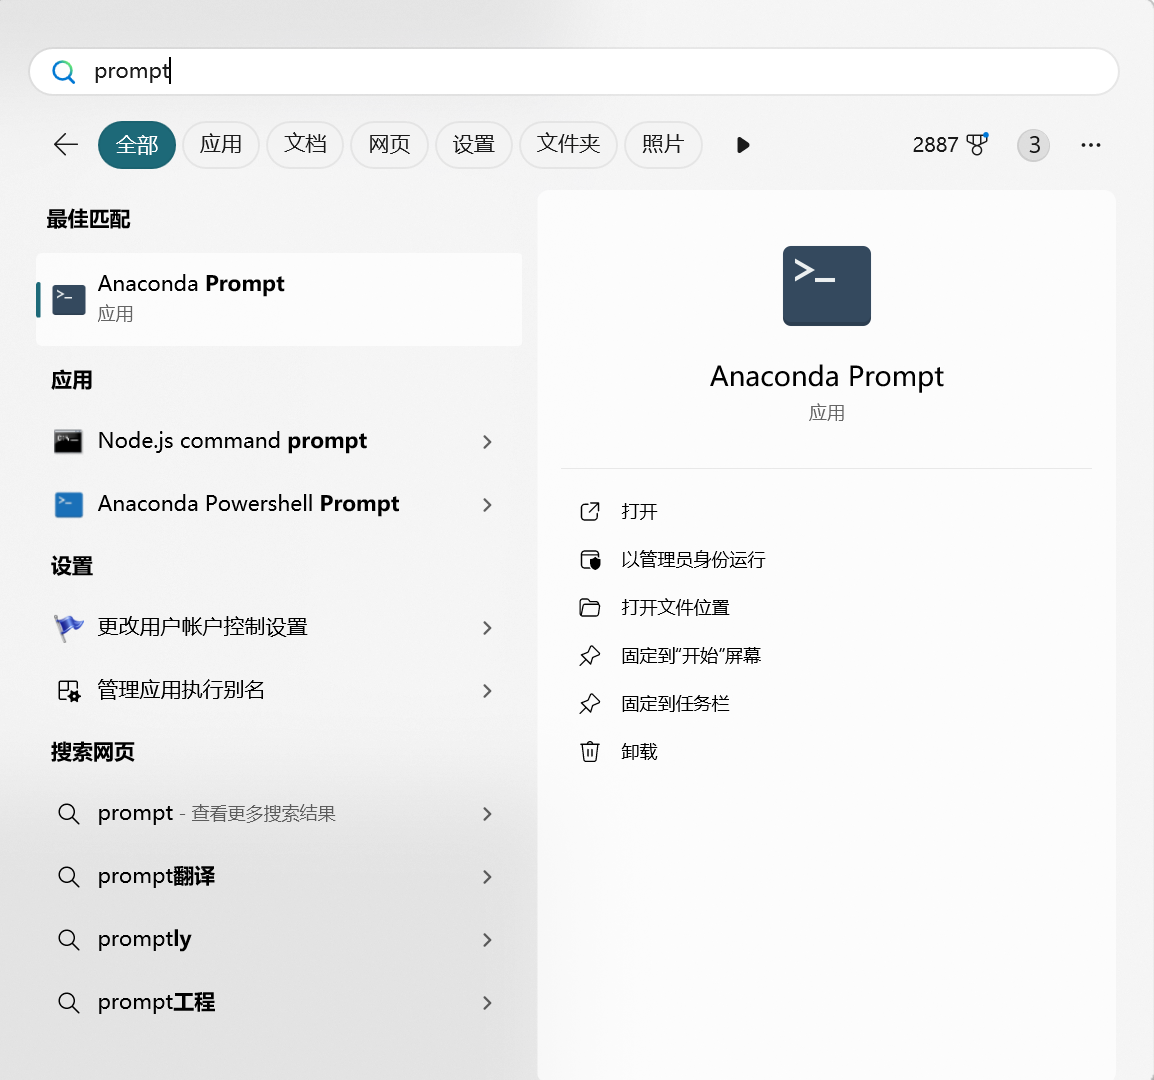 prompt
全部 应用 文档 网页 设置 文件夹 照片 2887 3
最佳匹配
Anaconda Prompt
应用
应用
Node.js command prompt
Anaconda Powershell Prompt
设置
更改用户帐户控制设置
管理应用执行别名
搜索网页
prompt - 查看更多搜索结果
prompt翻译
promptly
prompt工程
Anaconda Prompt
应用
打开
以管理员身份运行
打开文件位置
固定到“开始”屏幕
固定到任务栏
卸载